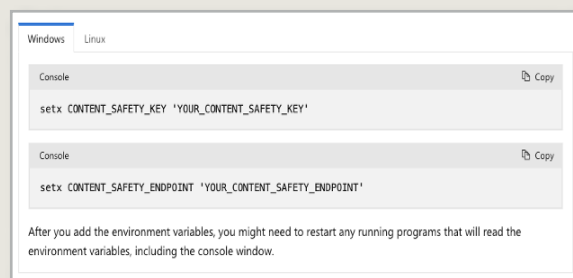 Windows Linux
Console Copy
setx CONTENT_SAFETY_KEY 'YOUR_CONTENT_SAFETY_KEY'
Console Copy
setx CONTENT_SAFETY_ENDPOINT 'YOUR_CONTENT_SAFETY_ENDPOINT'
After you add the environment variables, you might need to restart any running programs that will read the
environment variables, including the console window.